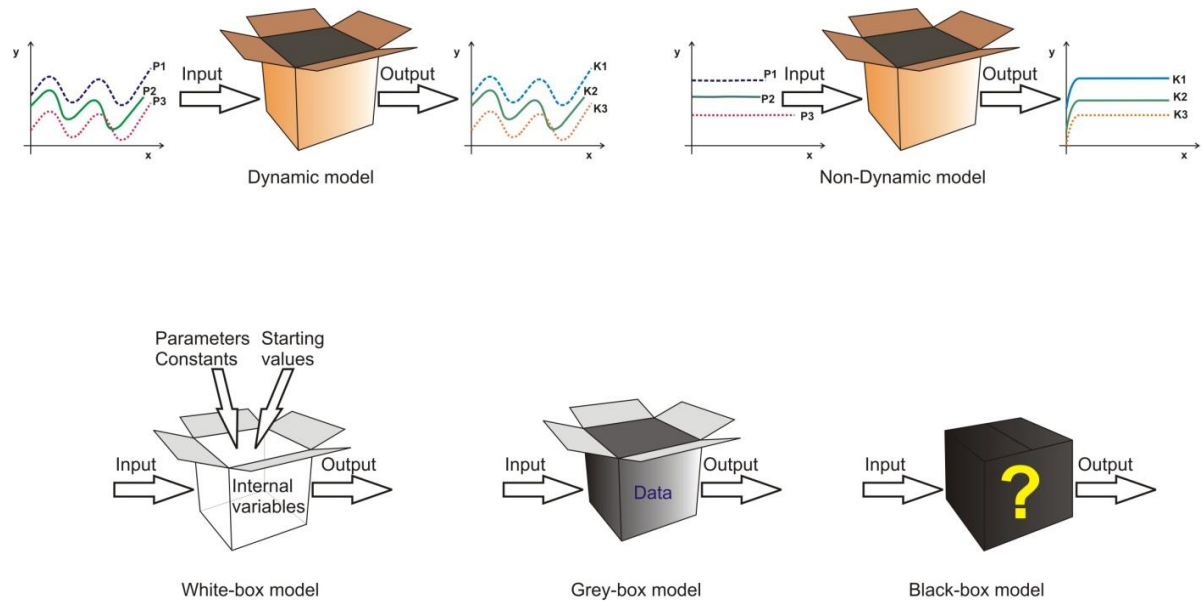 y
P1
P2
P3
x
Input
Output
y
K1
K2
K3
x
Dynamic model
y
P1
P2
P3
x
Input
Output
y
K1
K2
K3
x
Non-Dynamic model
Parameters
Constants
Starting
values
Input
Internal
variables
Output
White-box model
Input
Data
Output
Grey-box model
Input
?
Output
Black-box model